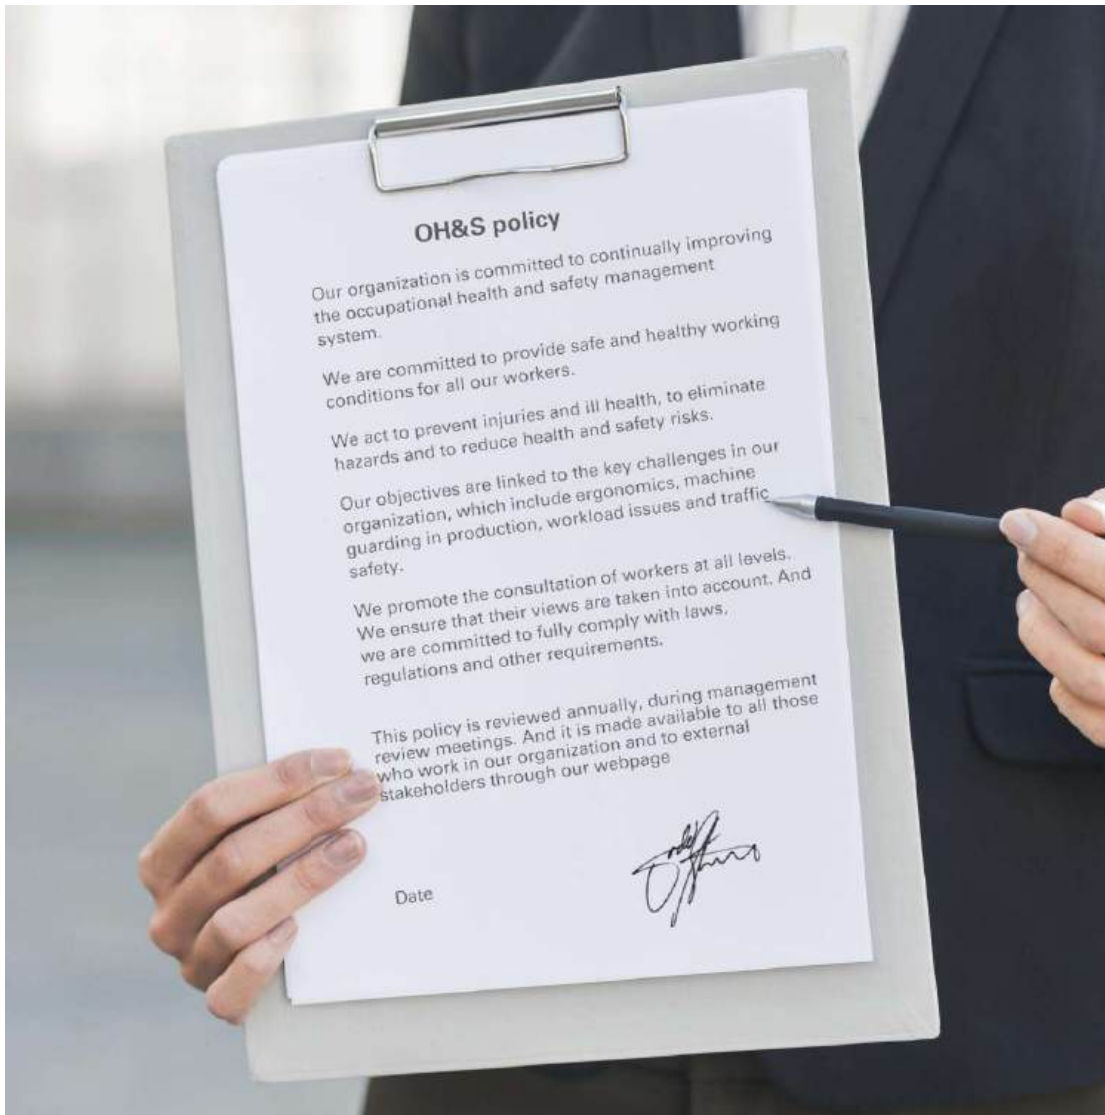 OH&S policy
Our organization is committed to continually improving
the occupational health and safety management
system.
We are committed to provide safe and healthy working
conditions for all our workers.
We act to prevent injuries and ill health, to eliminate
hazards and to reduce health and safety risks.
Our objectives are linked to the key challenges in our
organization, which include ergonomics, machine
guarding in production, workload issues and traffic
safety.
We promote the consultation of workers at all levels.
We ensure that their views are taken into account. And
we are committed to fully comply with laws,
regulations and other requirements.
This policy is reviewed annually, during management
review meetings. And it is made available to all those
who work in our organization and to external
stakeholders through our webpage
Date